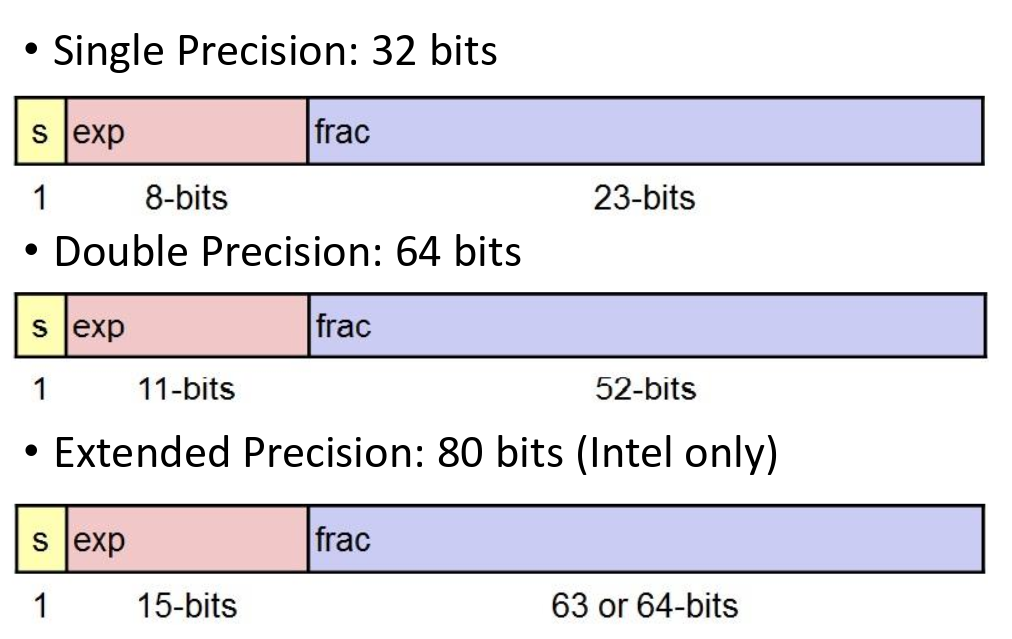 • Single Precision: 32 bits
s exp frac
1 8-bits 23-bits
• Double Precision: 64 bits
s exp frac
1 11-bits 52-bits
• Extended Precision: 80 bits (Intel only)
s exp frac
1 15-bits 63 or 64-bits